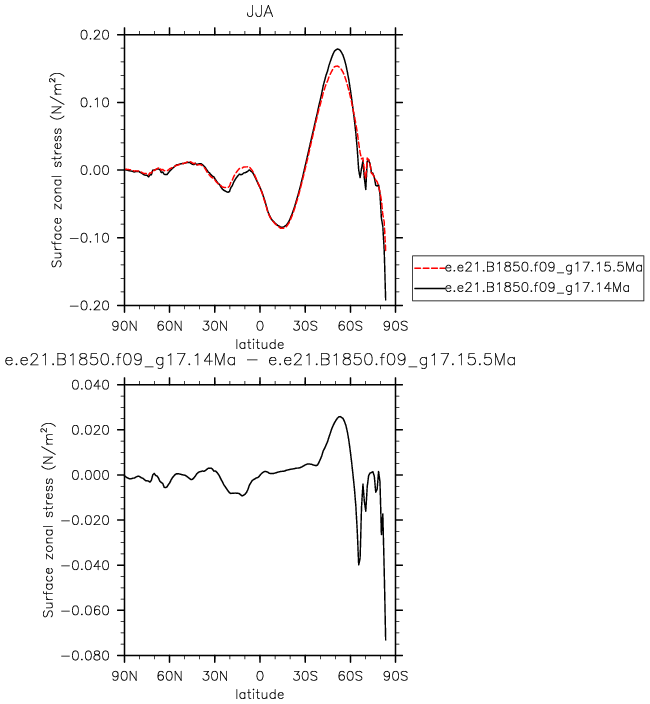 JJA
Surface zonal stress (N/m²)
0.20
0.10
0.00
−0.10
−0.20
90N 60N 30N 0 30S 60S 90S
latitude
e.e21.B1850.f09_g17.15.5Ma
e.e21.B1850.f09_g17.14Ma
e.e21.B1850.f09_g17.14Ma − e.e21.B1850.f09_g17.15.5Ma
Surface zonal stress (N/m²)
0.040
0.020
0.000
−0.020
−0.040
−0.060
−0.080
90N 60N 30N 0 30S 60S 90S
latitude